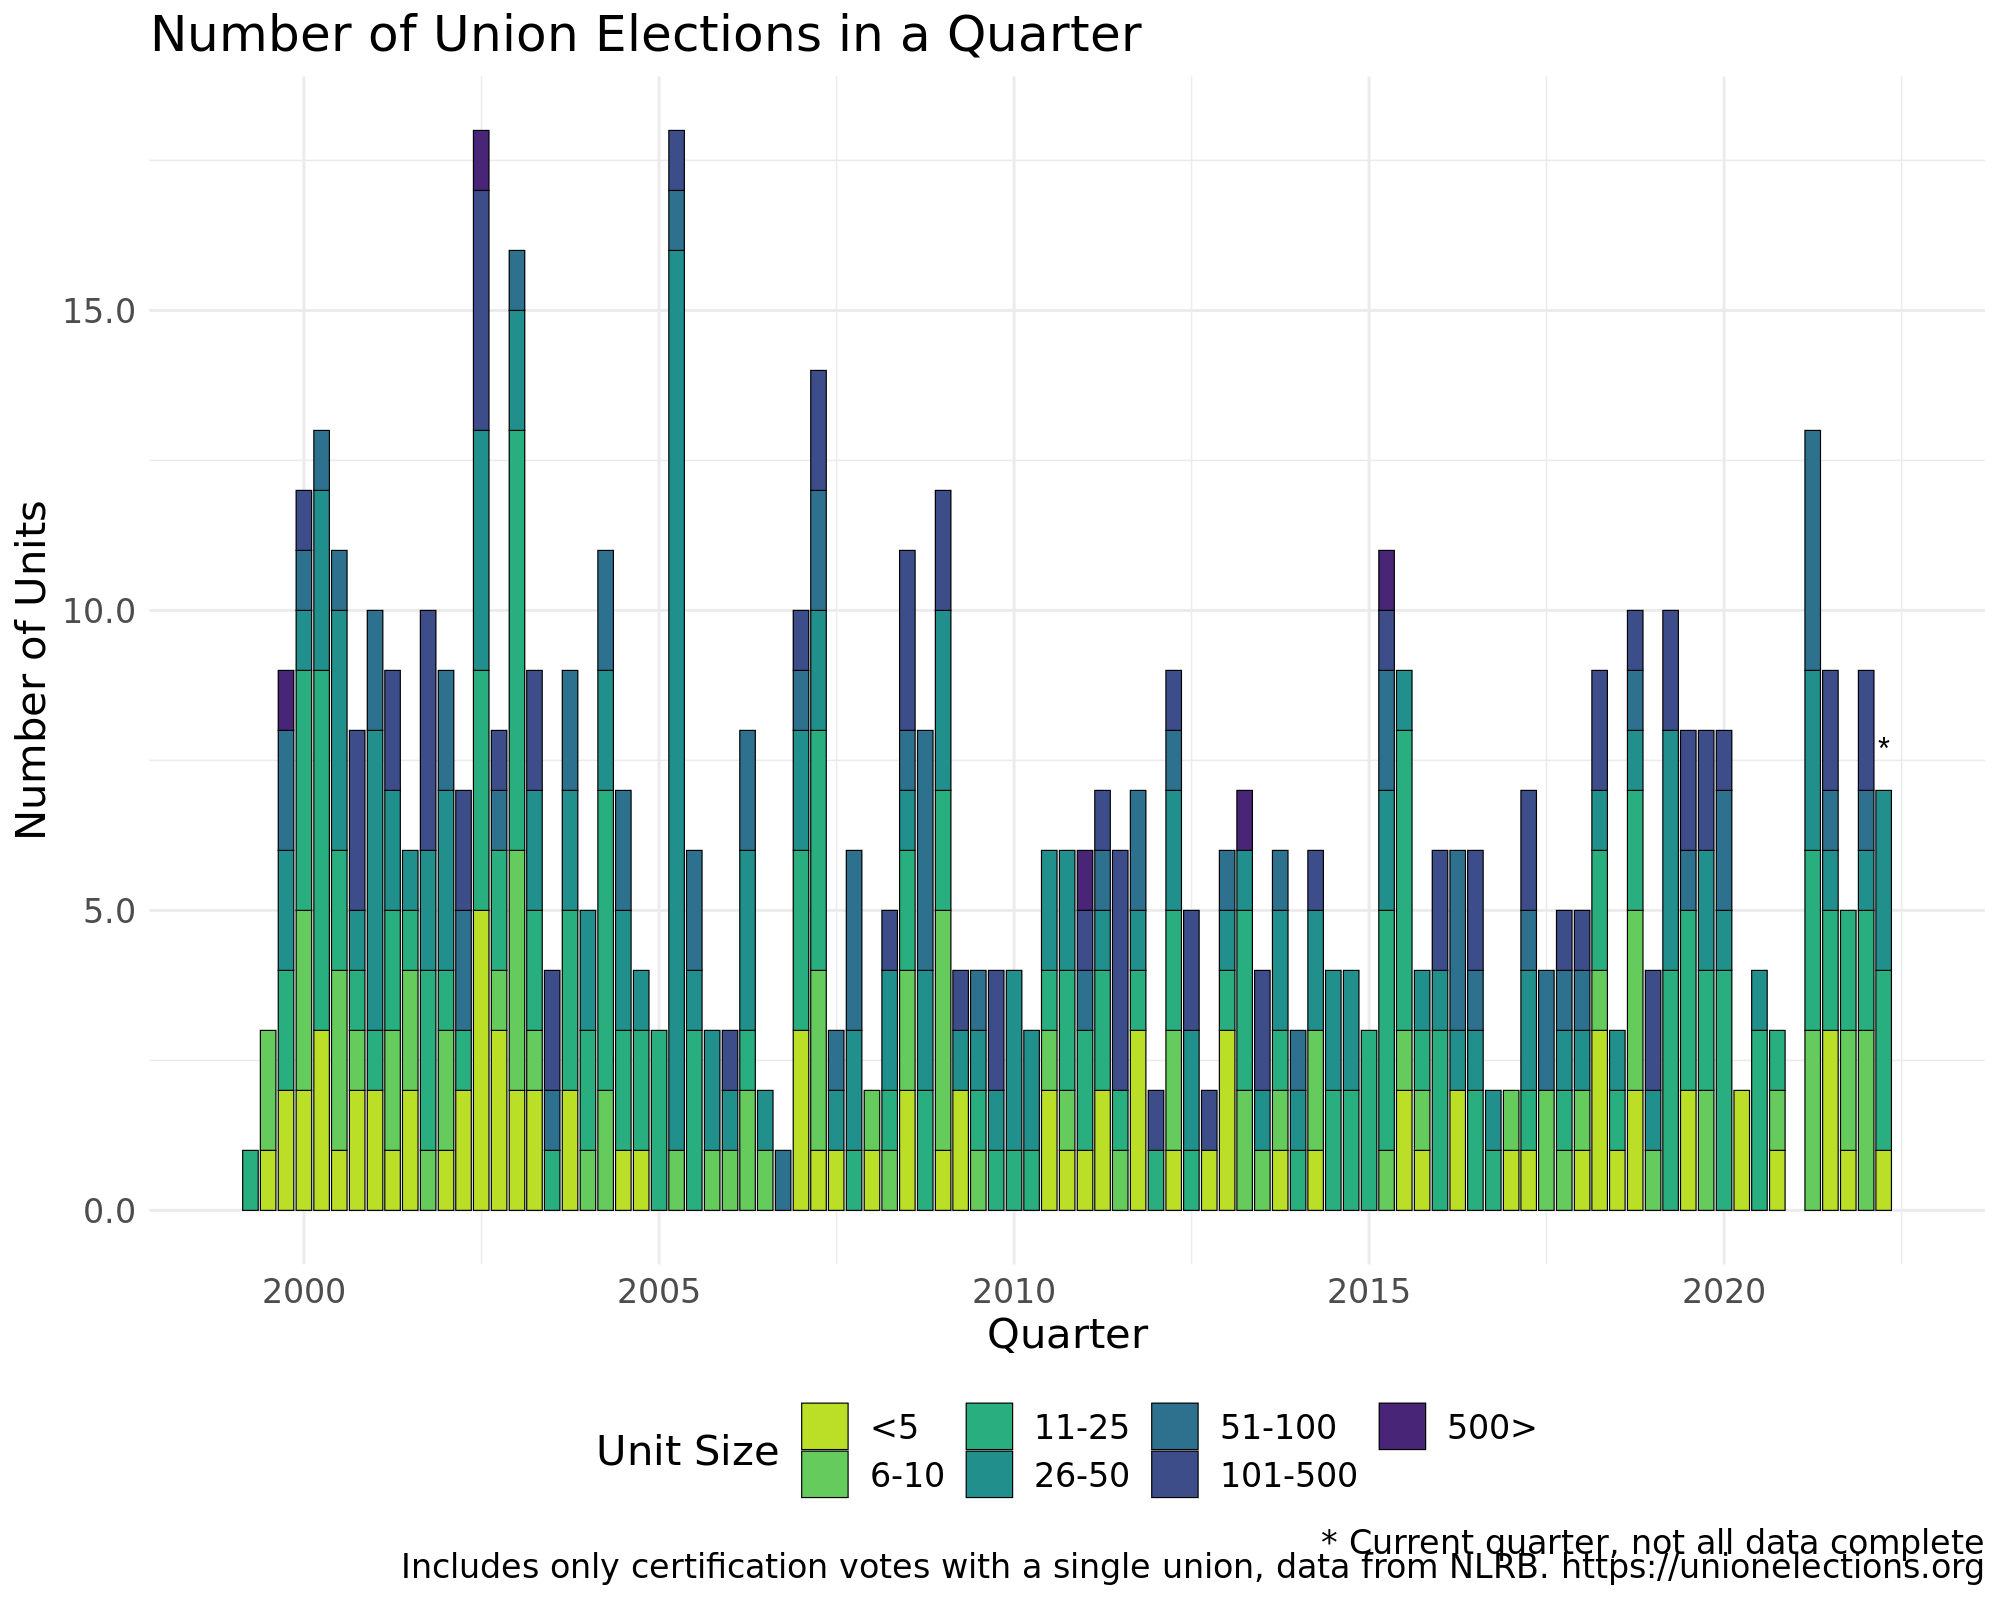 Number of Union Elections in a Quarter
Number of Units
15.0
10.0
5.0
0.0
*
2000 2005 2010 2015 2020
Quarter
Unit Size
<5 11-25 51-100 500>
6-10 26-50 101-500
* Current quarter, not all data complete
Includes only certification votes with a single union, data from NLRB. https://unionelections.org